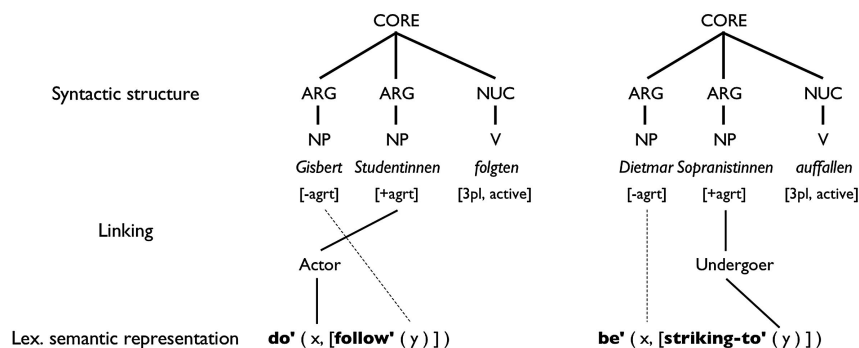 CORE CORE
Syntactic structure ARG ARG NUC ARG ARG NUC
NP NP V NP NP V
Gisbert Studentinnen folgten Dietmar Sopranistinnen auffallen
[-agrt] [+agrt] [3pl, active] [-agrt] [+agrt] [3pl, active]
Linking
Actor Undergoer
Lex. semantic representation do' ( x, [follow' ( y ) ] ) be' ( x, [striking-to' ( y ) ] )